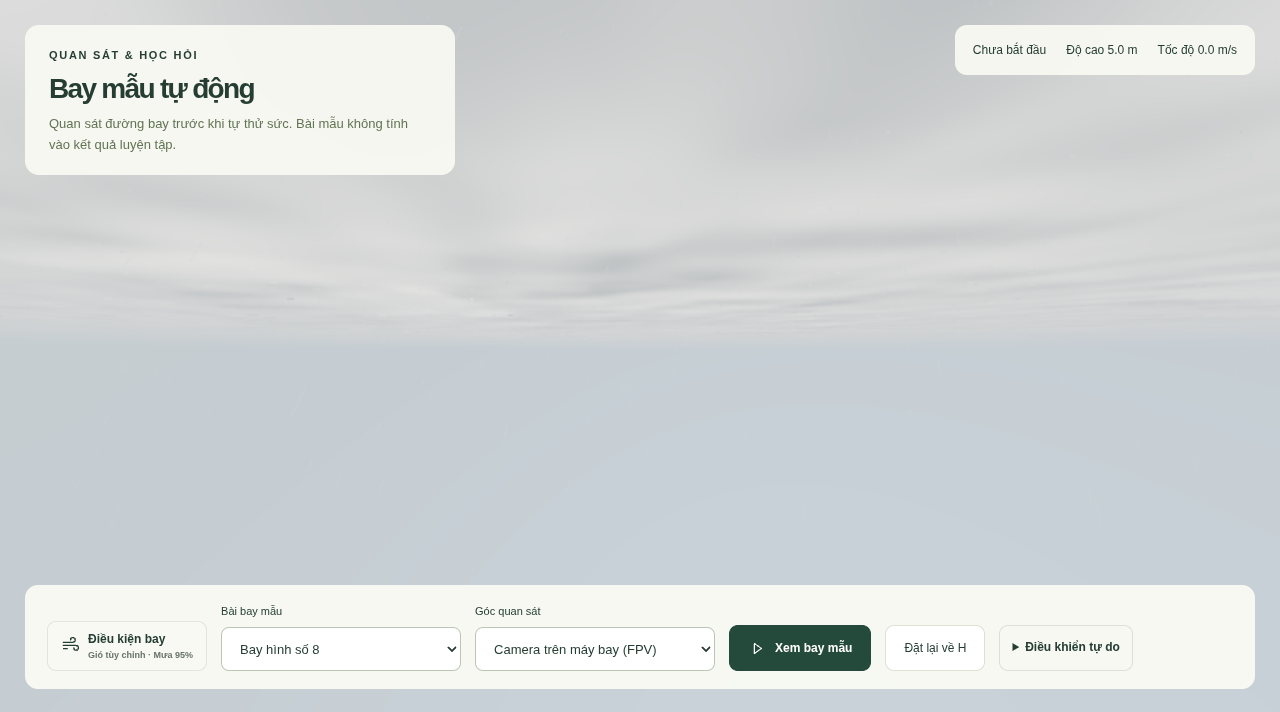 QUAN SÁT & HỌC HỎI
Bay mẫu tự động
Quan sát đường bay trước khi tự thử sức. Bài mẫu không tính
vào kết quả luyện tập.
Chưa bắt đầu Độ cao 5.0 m Tốc độ 0.0 m/s
Điều kiện bay
Gió tùy chỉnh · Mưa 95%
Bài bay mẫu
Bay hình số 8
Góc quan sát
Camera trên máy bay (FPV)
Xem bay mẫu
Đặt lại về H
Điều khiển tự do